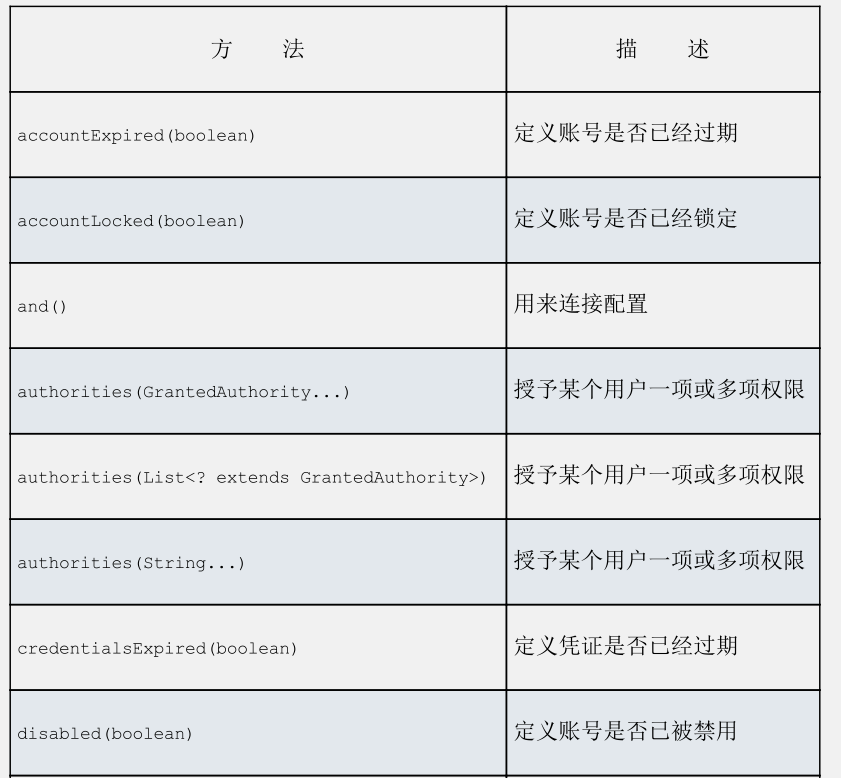 方 法 描 述
accountExpired(boolean) 定义账号是否已经过期
accountLocked(boolean) 定义账号是否已经锁定
and() 用来连接配置
authorities(GrantedAuthority...) 授予某个用户一项或多项权限
authorities(List<? extends GrantedAuthority>) 授予某个用户一项或多项权限
authorities(String...) 授予某个用户一项或多项权限
credentialsExpired(boolean) 定义凭证是否已经过期
disabled(boolean) 定义账号是否已被禁用